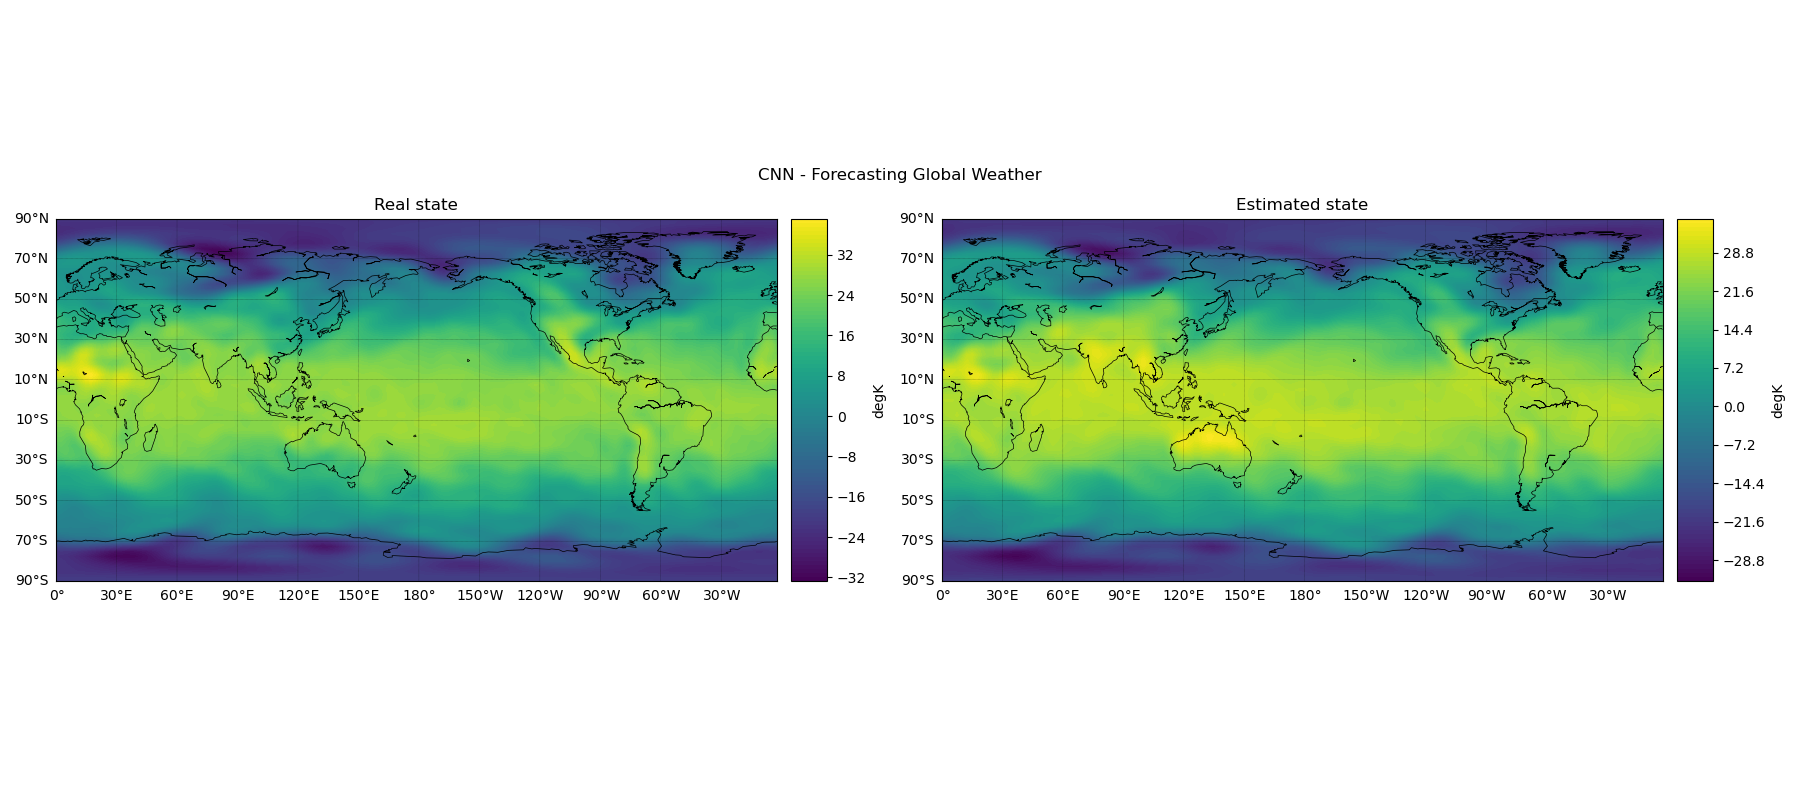 CNN - Forecasting Global Weather
Real state
90°N
70°N
50°N
30°N
10°N
10°S
30°S
50°S
70°S
90°S
0° 30°E 60°E 90°E 120°E 150°E 180° 150°W 120°W 90°W 60°W 30°W
32
24
16
8
0
−8
−16
−24
−32
degK
Estimated state
90°N
70°N
50°N
30°N
10°N
10°S
30°S
50°S
70°S
90°S
0° 30°E 60°E 90°E 120°E 150°E 180° 150°W 120°W 90°W 60°W 30°W
28.8
21.6
14.4
7.2
0.0
−7.2
−14.4
−21.6
−28.8
degK